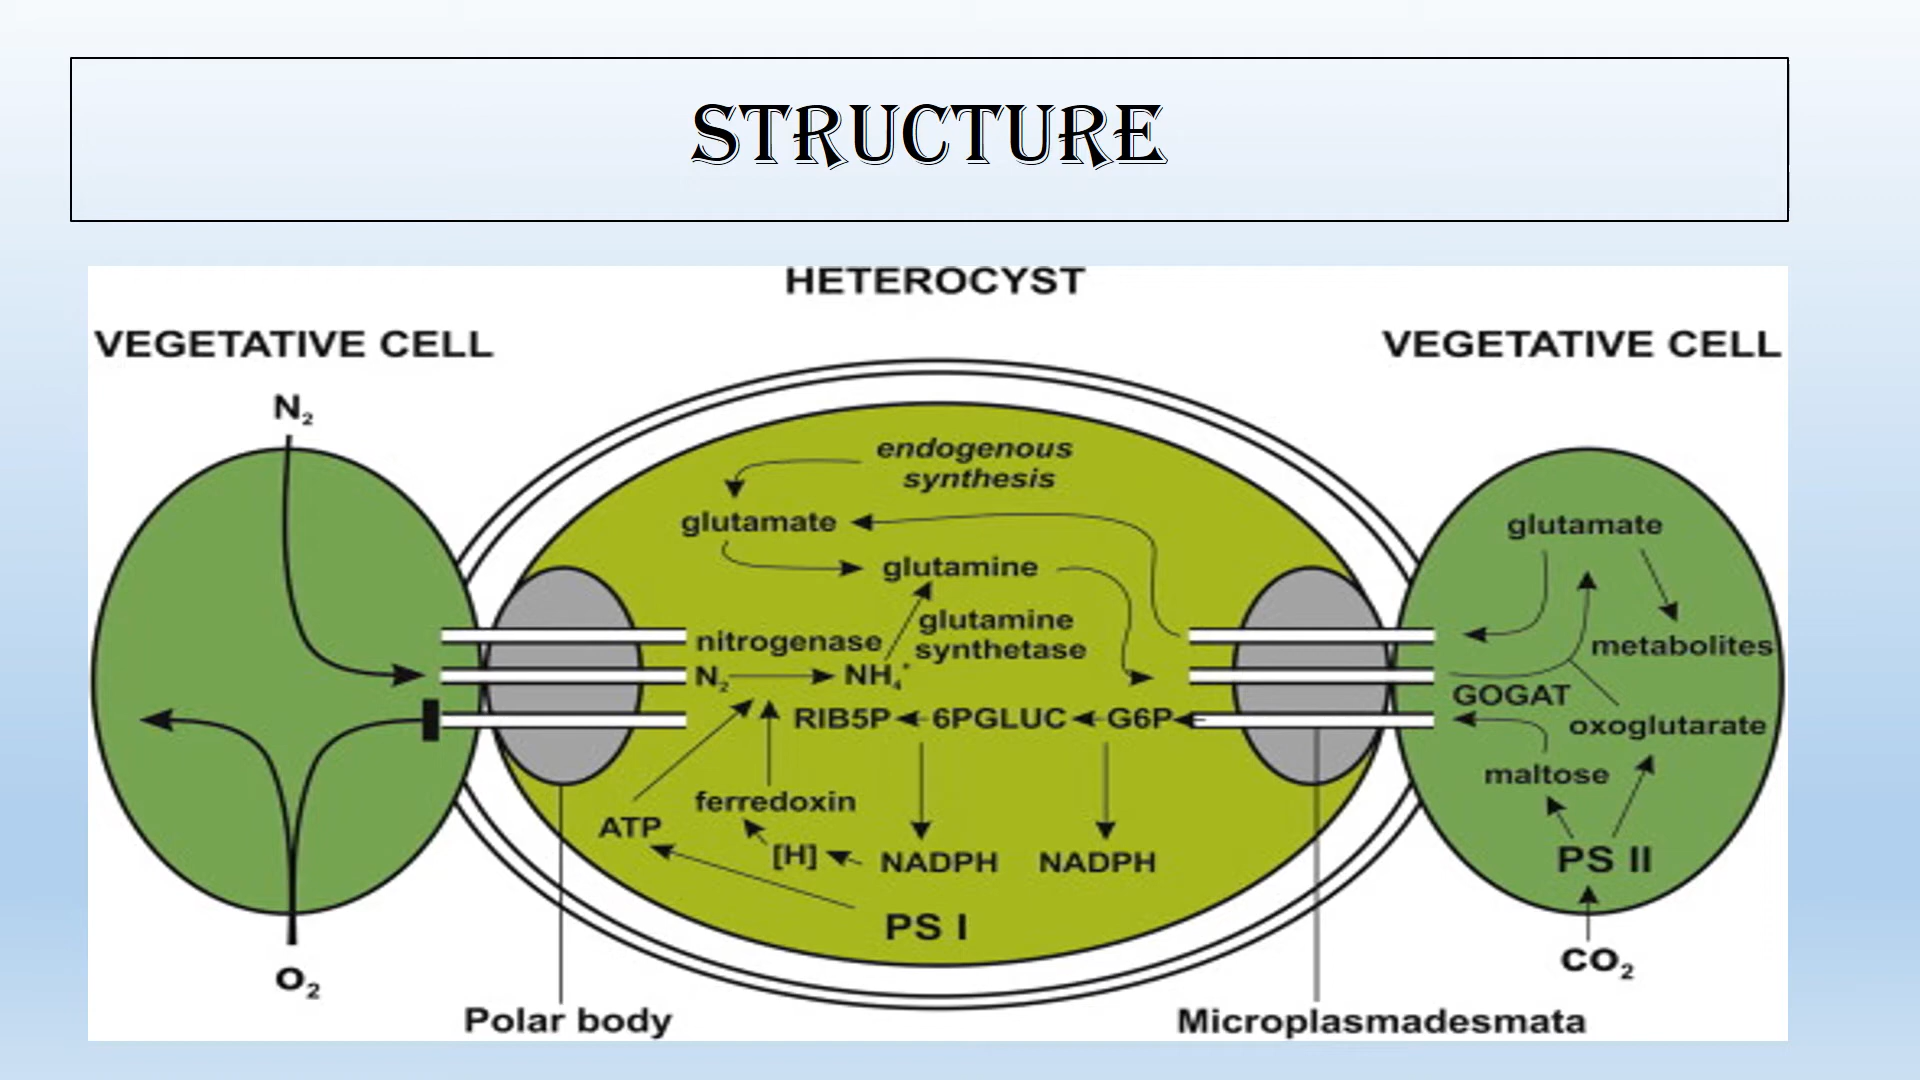 STRUCTURE
HETEROCYST
VEGETATIVE CELL
VEGETATIVE CELL
N₂
endogenous
synthesis
glutamate
glutamine
glutamine
synthetase
nitrogenase
N₂
NH₄⁺
RIB5P
6PGLUC
G6P
ferredoxin
ATP
[H]
NADPH
NADPH
PS I
glutamate
metabolites
GOGAT
oxoglutarate
maltose
PS II
O₂
CO₂
Polar body
Microplasmadesmata